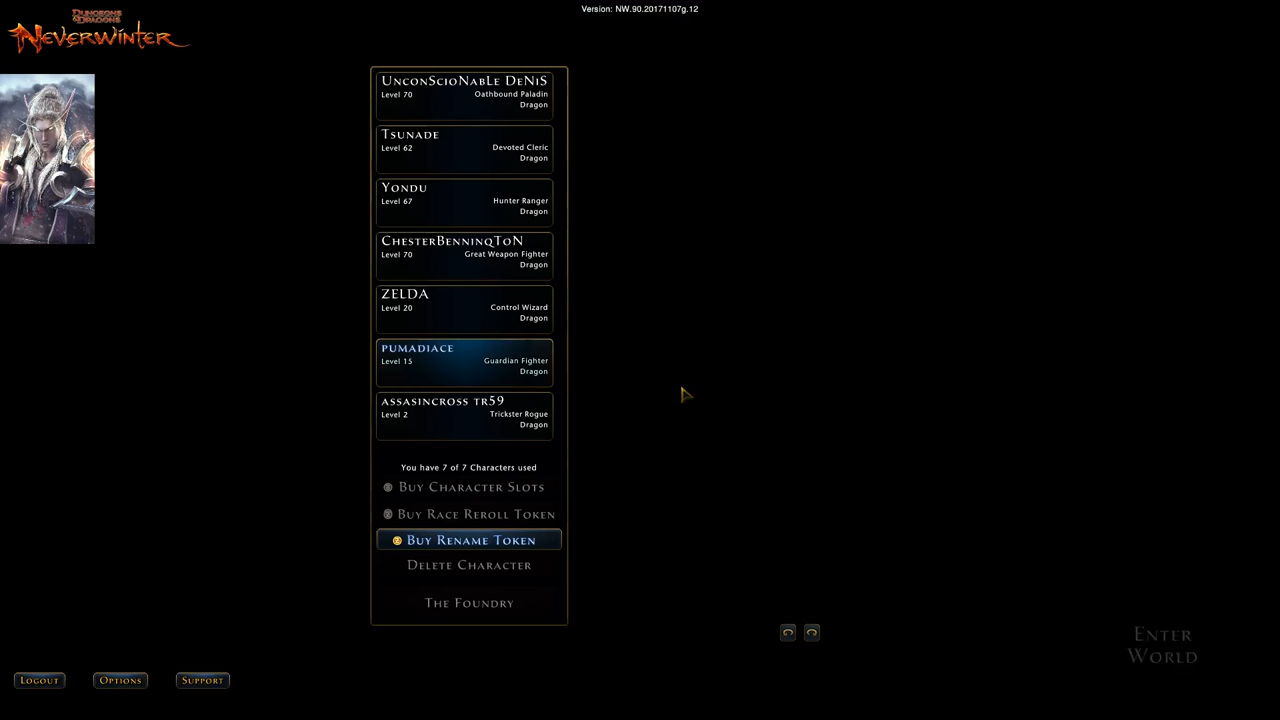 Version: NW.90.20171107g.12
DUNGEONS & DRAGONS
NEVERWINTER
UnconScioNabLe DeNiS
Level 70 Oathbound Paladin
Dragon
Tsunade
Level 62 Devoted Cleric
Dragon
Yondu
Level 67 Hunter Ranger
Dragon
ChesterBenninqToN
Level 70 Great Weapon Fighter
Dragon
ZELDA
Level 20 Control Wizard
Dragon
pumadiace
Level 15 Guardian Fighter
Dragon
assasincross tr59
Level 2 Trickster Rogue
Dragon
You have 7 of 7 Characters used
Buy Character Slots
Buy Race Reroll Token
Buy Rename Token
Delete Character
The Foundry
Enter
World
Logout Options Support